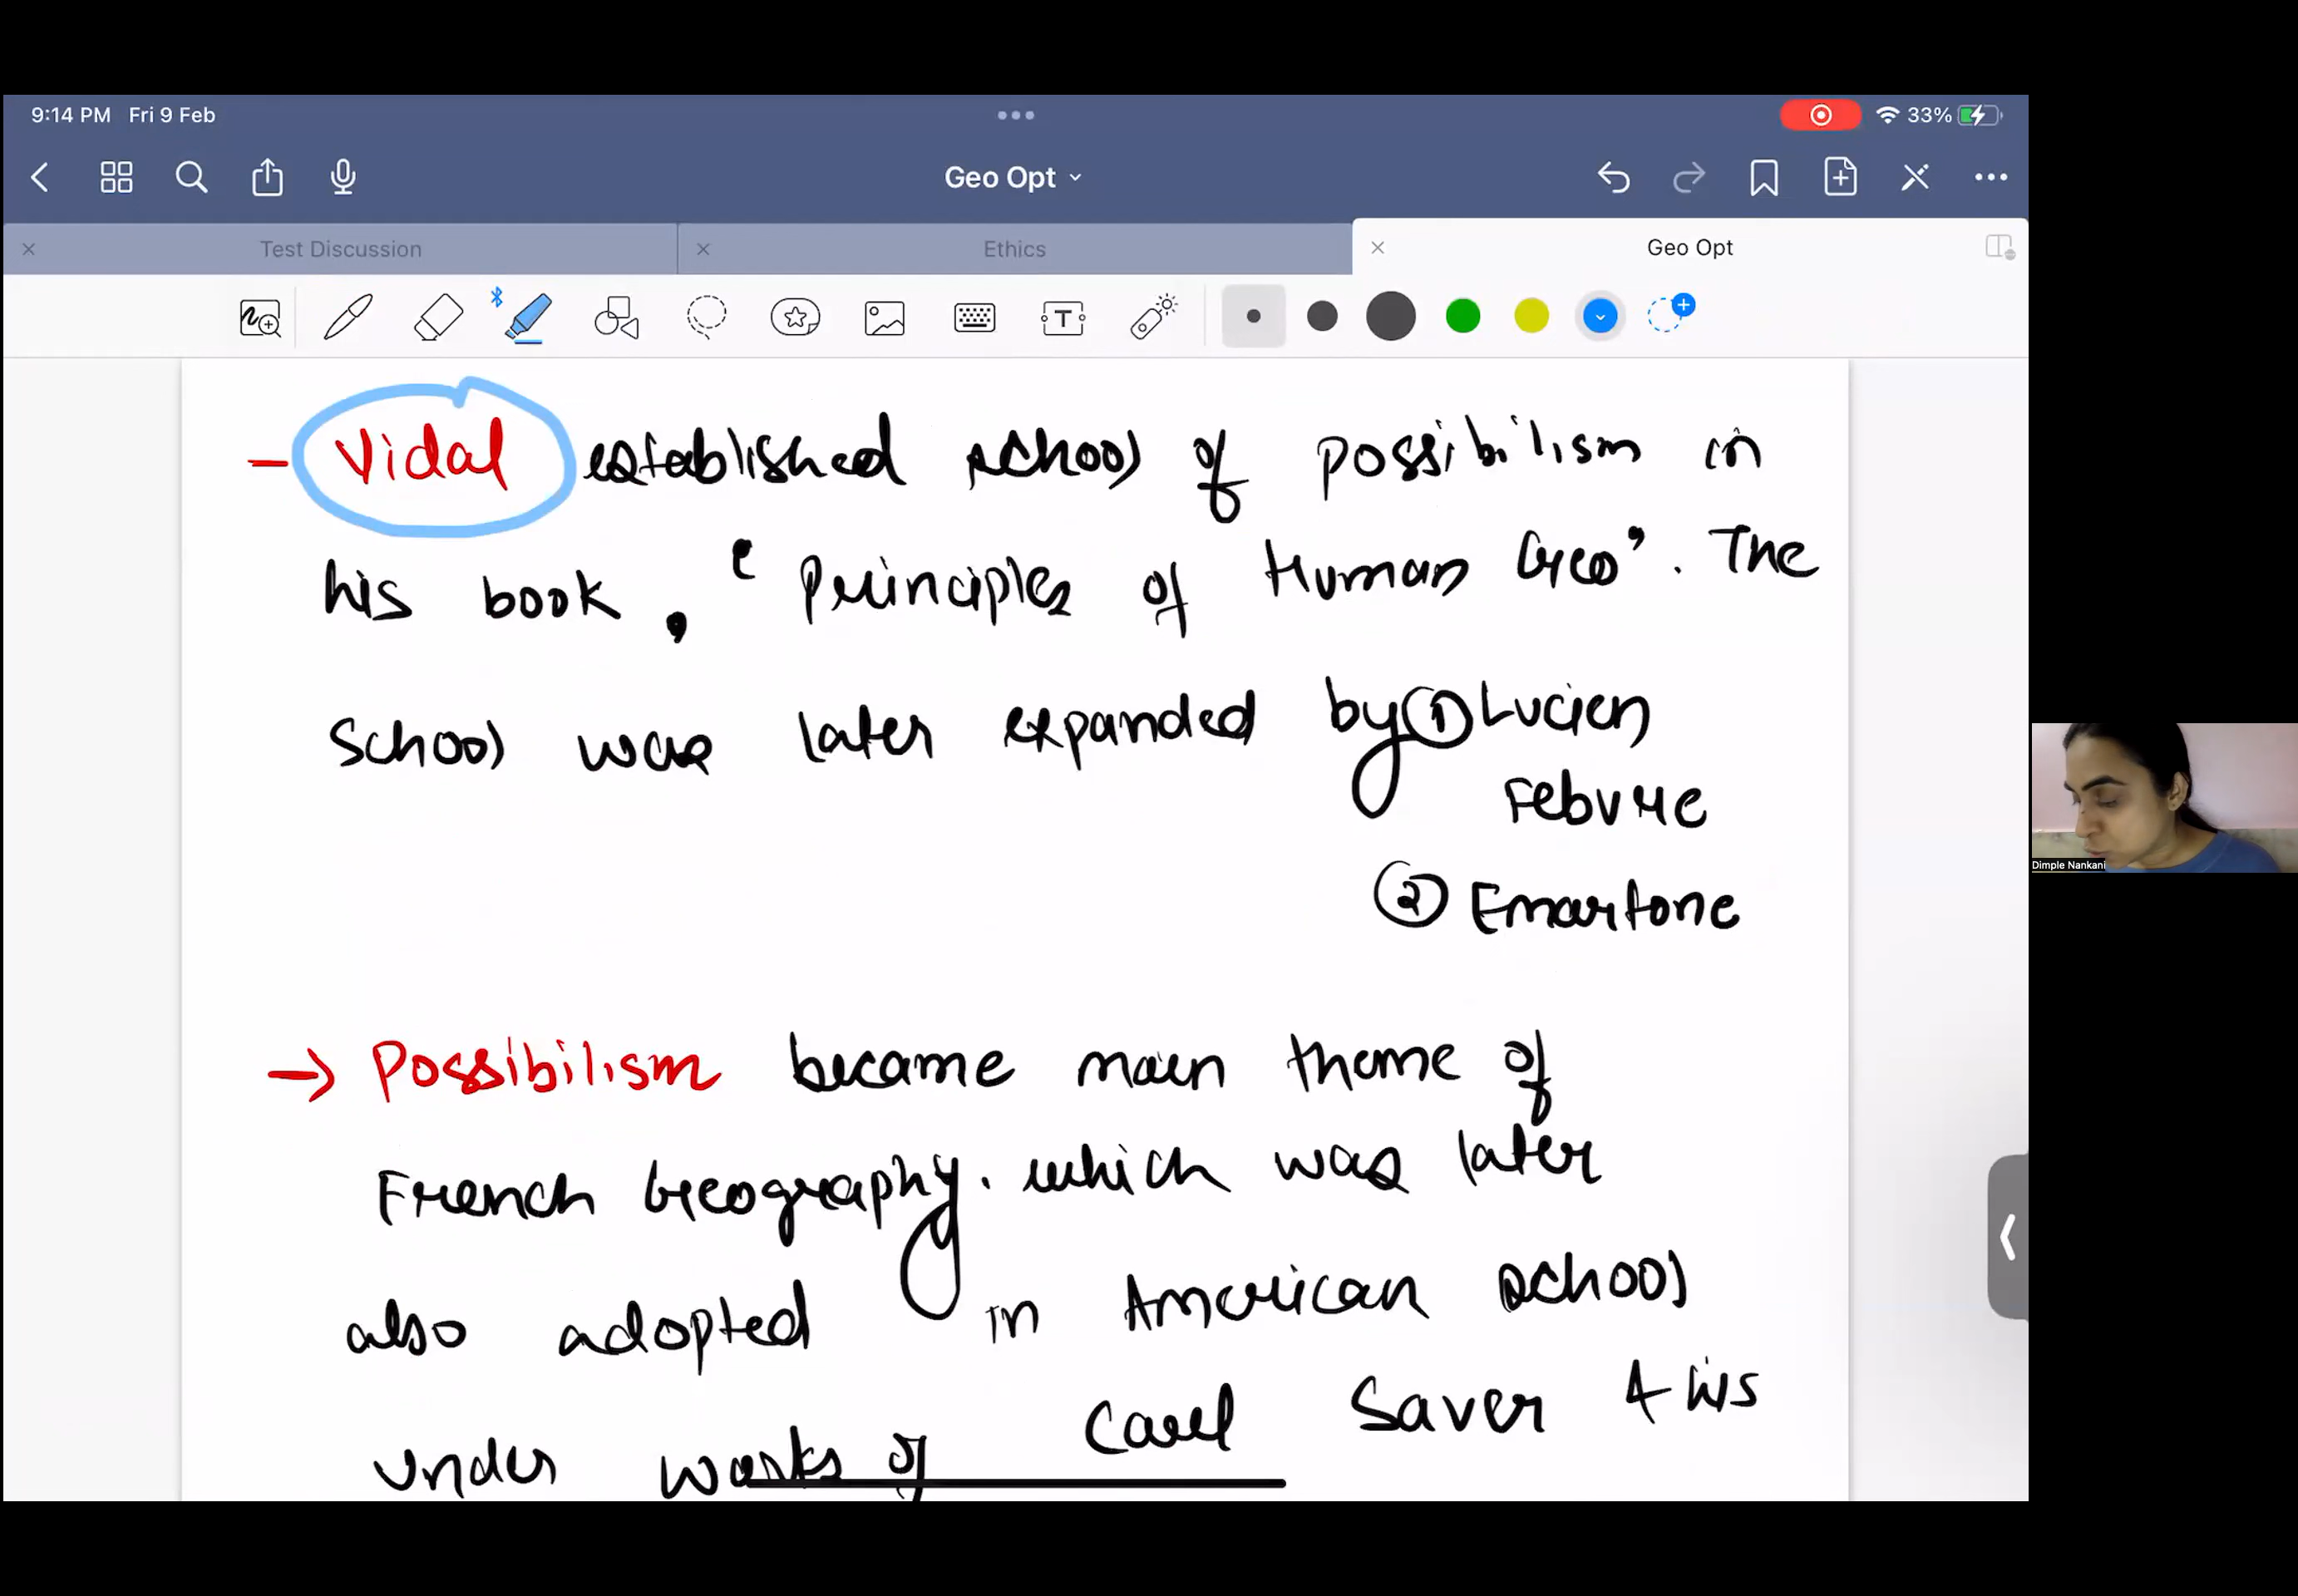 9:14 PM Fri 9 Feb
33%
Geo Opt
Test Discussion
Ethics
Geo Opt
- Vidal established school of possibilism in
his book, ‘Principles of Human Geo’. The
School was later expanded by ① Lucien
Febvre
② Emartone
→ Possibilism became main theme of
French Geography. which was later
also adopted in American school
under works of Carl Saver & his
Dimple Nankani